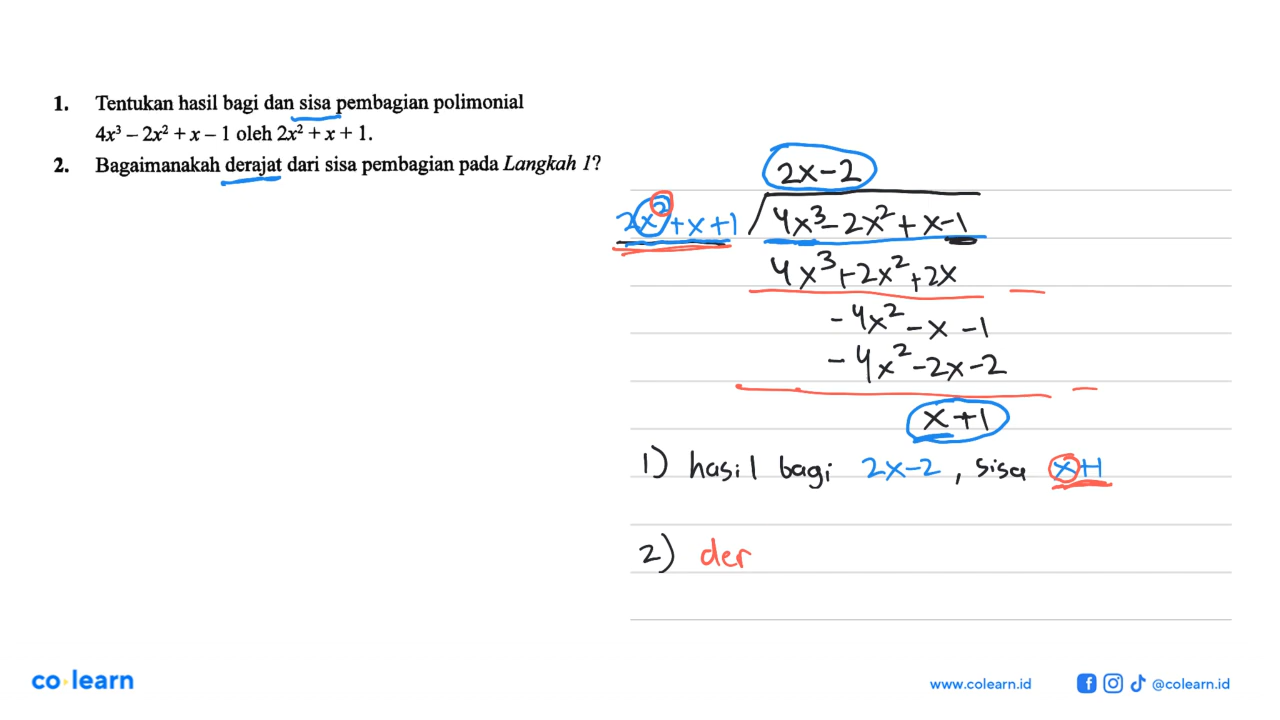 1. Tentukan hasil bagi dan sisa pembagian polimonial
4x³ – 2x² + x – 1 oleh 2x² + x + 1.
2. Bagaimanakah derajat dari sisa pembagian pada Langkah 1?
2x-2
2x²+x+1 4x³-2x²+x-1
4x³+2x²+2x
-4x²-x-1
-4x²-2x-2
x+1
1) hasil bagi 2x-2, sisa x+1
2) der
co·learn
www.colearn.id @colearn.id